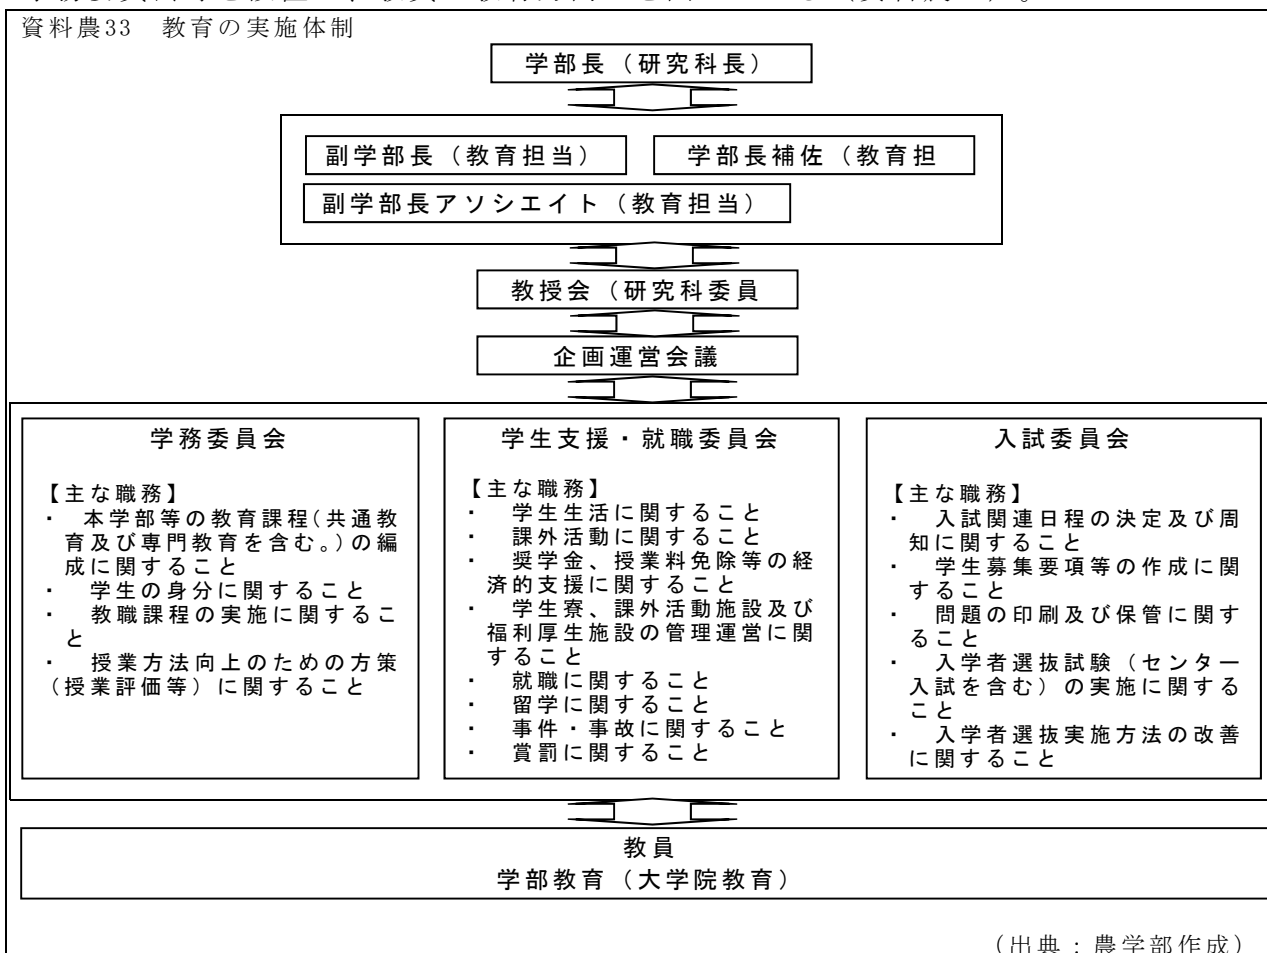 資料農33 教育の実施体制
学部長（研究科長）
副学部長（教育担当）
学部長補佐（教育担
副学部長アソシエイト（教育担当）
教授会（研究科委員
企画運営会議
学務委員会
【主な職務】
・ 本学部等の教育課程(共通教
育及び専門教育を含む。)の編
成に関すること
・ 学生の身分に関すること
・ 教職課程の実施に関するこ
と
・ 授業方法向上のための方策
(授業評価等）に関すること
学生支援・就職委員会
【主な職務】
・ 学生生活に関すること
・ 課外活動に関すること
・ 奨学金、授業料免除等の経
済的支援に関すること
・ 学生寮、課外活動施設及び
福利厚生施設の管理運営に関
すること
・ 就職に関すること
・ 留学に関すること
・ 事件・事故に関すること
・ 賞罰に関すること
入試委員会
【主な職務】
・ 入試関連日程の決定及び周
知に関すること
・ 学生募集要項等の作成に関
すること
・ 問題の印刷及び保管に関す
ること
・ 入学者選抜試験（センター
入試を含む）の実施に関する
こと
・ 入学者選抜実施方法の改善
に関すること
教員
学部教育（大学院教育）
（出典：農学部作成）